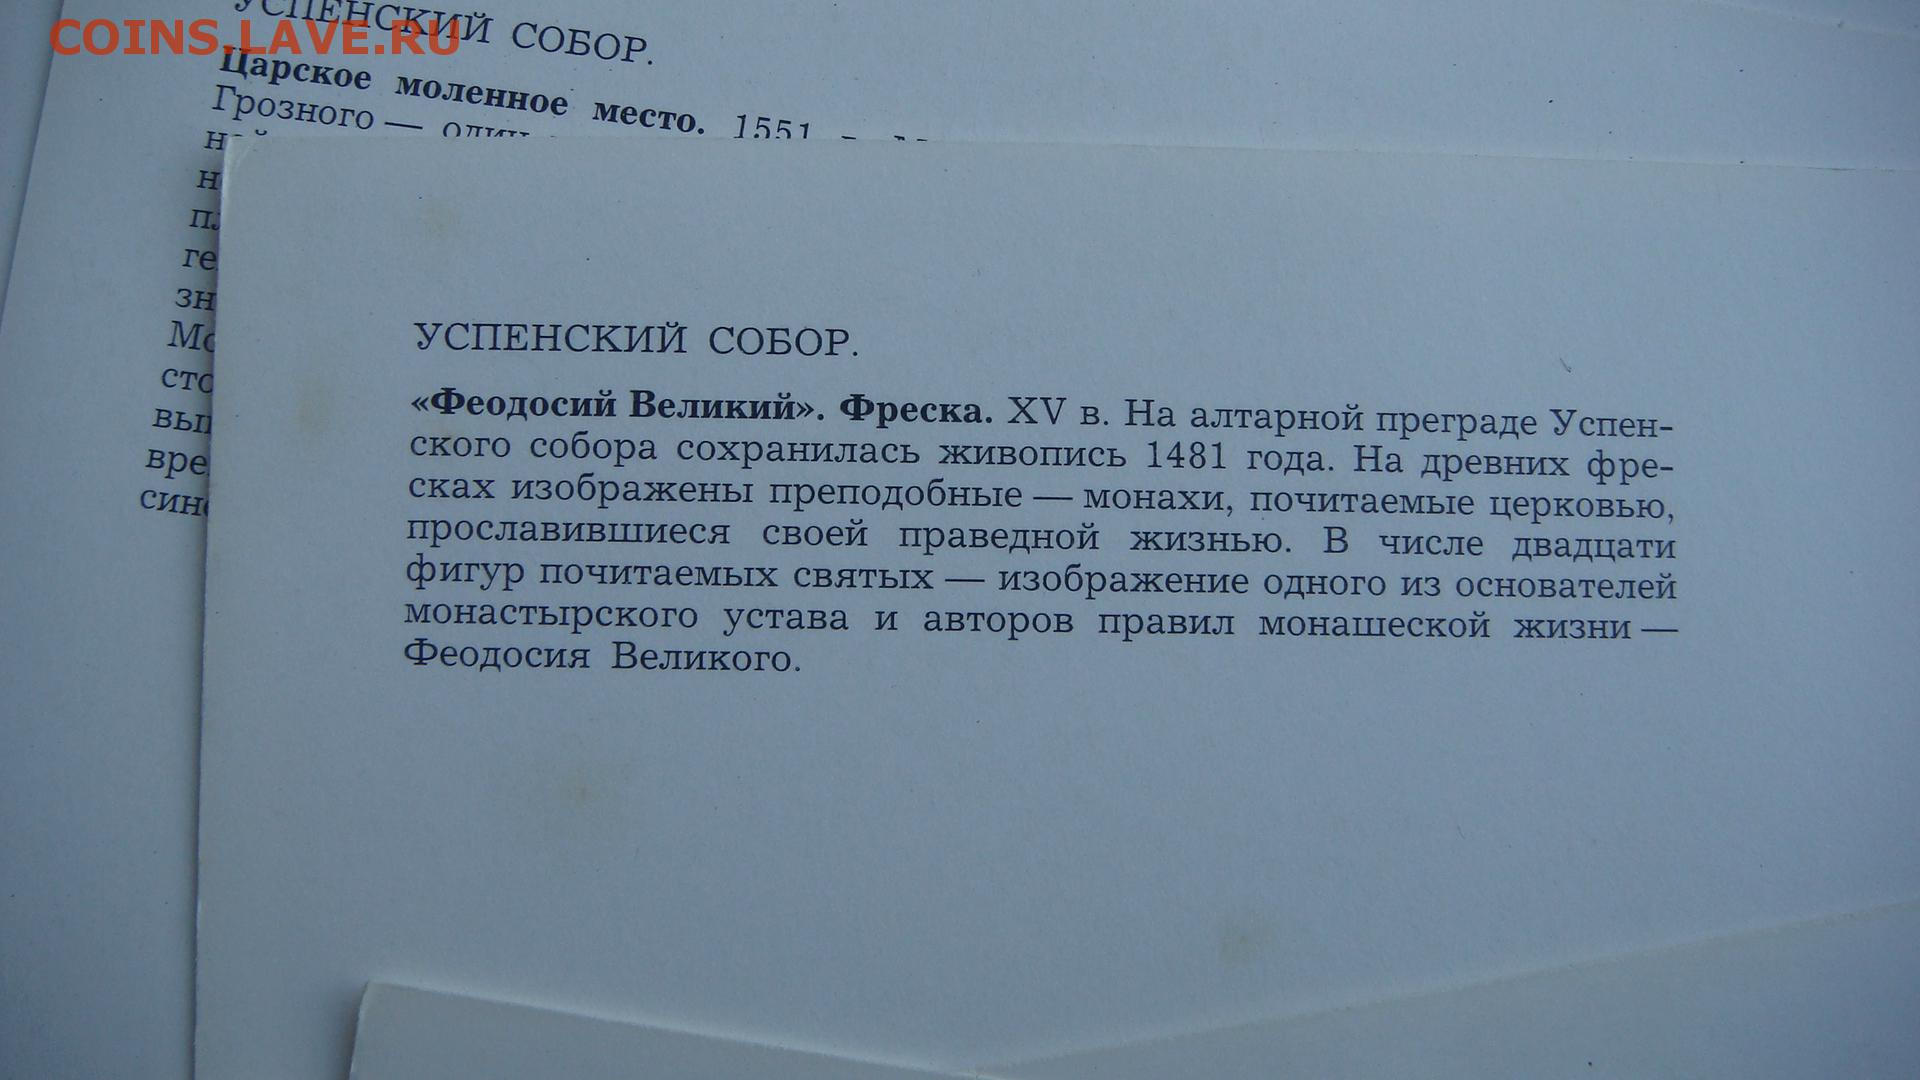 COINS.LAVE.RU
УСПЕНСКИЙ СОБОР.
Царское моленное место. 1551
Грозного — один
УСПЕНСКИЙ СОБОР.
«Феодосий Великий». Фреска. XV в. На алтарной преграде Успен-
ского собора сохранилась живопись 1481 года. На древних фре-
сках изображены преподобные — монахи, почитаемые церковью,
прославившиеся своей праведной жизнью. В числе двадцати
фигур почитаемых святых — изображение одного из основателей
монастырского устава и авторов правил монашеской жизни —
Феодосия Великого.